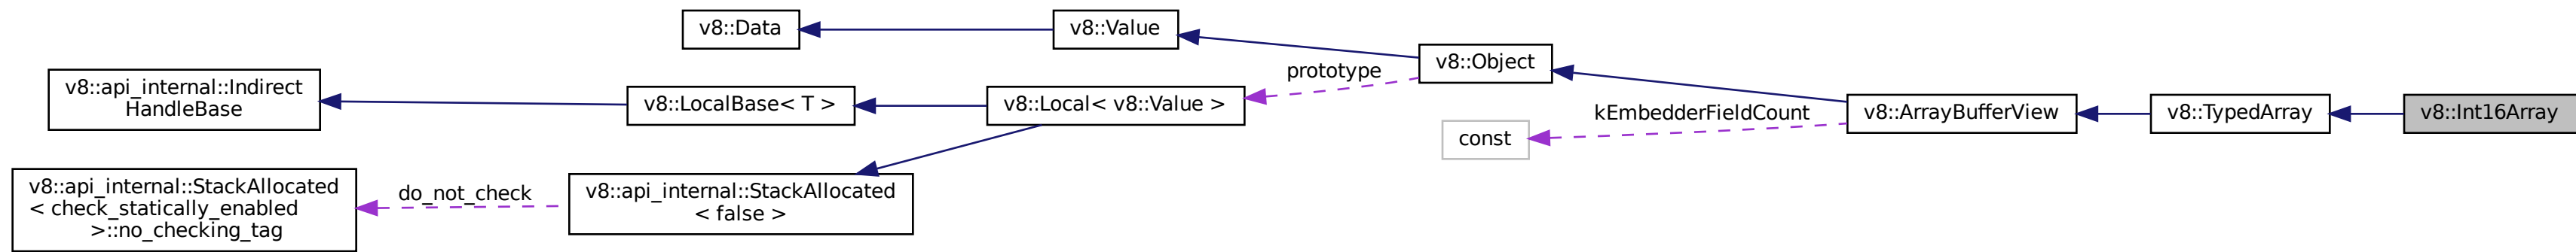 v8::Data
v8::Value
v8::Object
v8::api_internal::Indirect
HandleBase
v8::LocalBase< T >
v8::Local< v8::Value >
prototype
kEmbedderFieldCount
const
v8::ArrayBufferView
v8::TypedArray
v8::Int16Array
v8::api_internal::StackAllocated
< check_statically_enabled
>::no_checking_tag
do_not_check
v8::api_internal::StackAllocated
< false >